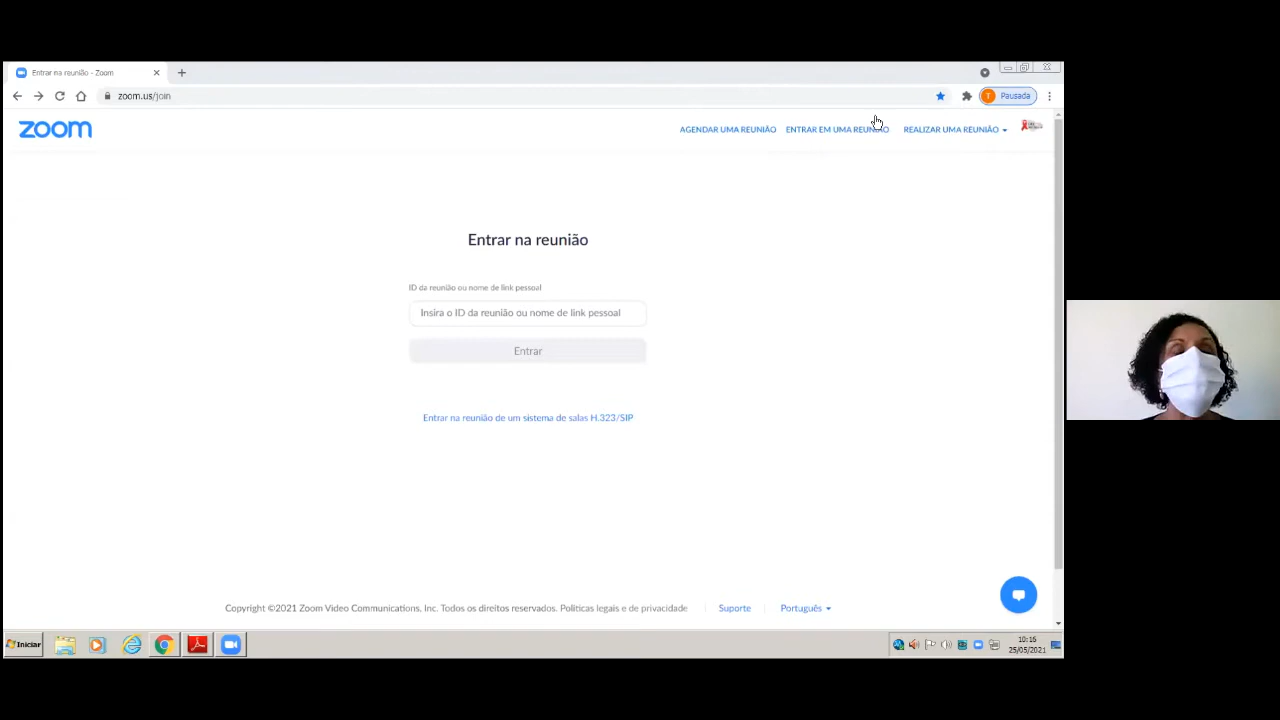 Entrar na reunião - Zoom
zoom.us/join
Pausada
zoom
AGENDAR UMA REUNIÃO
ENTRAR EM UMA REUNIÃO
REALIZAR UMA REUNIÃO
Entrar na reunião
ID da reunião ou nome de link pessoal
Insira o ID da reunião ou nome de link pessoal
Entrar
Entrar na reunião de um sistema de salas H.323/SIP
Copyright ©2021 Zoom Video Communications, Inc. Todos os direitos reservados. Políticas legais e de privacidade
Suporte
Português
Iniciar
10:16
25/05/2021